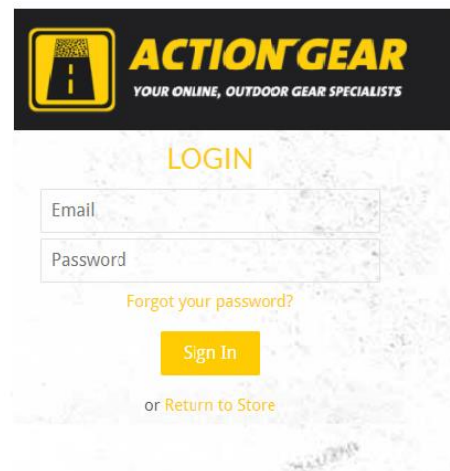 ACTION GEAR
YOUR ONLINE, OUTDOOR GEAR SPECIALISTS
LOGIN
Email
Password
Forgot your password?
Sign In
or Return to Store